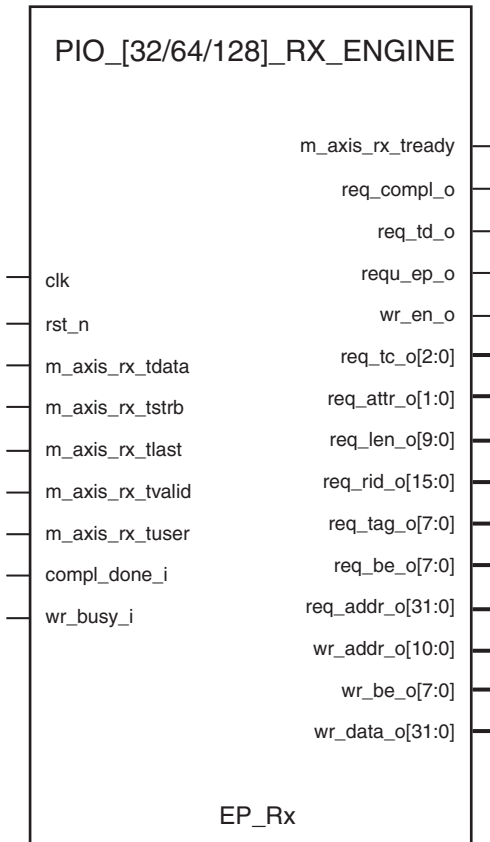 PIO_[32/64/128]_RX_ENGINE
m_axis_rx_tready
req_compl_o
req_td_o
requ_ep_o
wr_en_o
req_tc_o[2:0]
req_attr_o[1:0]
req_len_o[9:0]
req_rid_o[15:0]
req_tag_o[7:0]
req_be_o[7:0]
req_addr_o[31:0]
wr_addr_o[10:0]
wr_be_o[7:0]
wr_data_o[31:0]
clk
rst_n
m_axis_rx_tdata
m_axis_rx_tstrb
m_axis_rx_tlast
m_axis_rx_tvalid
m_axis_rx_tuser
compl_done_i
wr_busy_i
EP_Rx